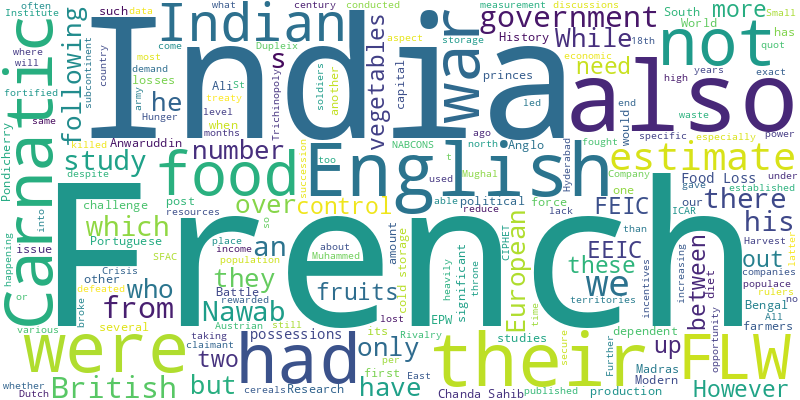 such data Institute often
Indian
what century conducted
Small aspect discussions
measurement
government
South more
World
not
has quot
India
also
Carnatic
following
subcontinent
country
where will
come
most
demand
losses
fortified
same
he
army
Ali
treaty
level
Hunger
months
when
Dupleix
St
Trichinopoly
s
soldiers
another
vegetables
war
capital
storage
While
History
18th
economic
princes
need
high years exact
led
Pondicherry
killed
Anwaruddin
number
ago
NABCONS
north
t
Anglo
fought
would
end
specific
waste
especially
power
despite
study
food
English
estimate
too
used
Mughal
Hyderabad
Company
one
Food Loss
under
gave
our
established
ICAR
there
challenge
which
post
resources
over
control
succession
able
political
reduce
force
lack
FEIC
than
his
Harvest
latter
happening
into
issue
Portuguese
SFAC
Crisis
other
who
an
they
so
place
income
population
about
Muhammed
fruits
amount
cold storage
heavily
significant
throne
CIPHET
European
EEIC
these
we
territories
incentives
increasing
between
diet
populace
out
companies
rulers
no
Bengal
All
farmers
or
various
defeated
broke
from
several
Battle
rewarded
Nawab
French
Austrian
still
claimant
taking
possessions
two
only
lost
its
EPW
Rivalry
studies
time
secure
dependent
Further
opportunity
up
Madras
Modern
whether
Dutch
were
British
but
had
cereals
Research
per
first
have
East
Chanda Sahib
their
published
production
FLW
However